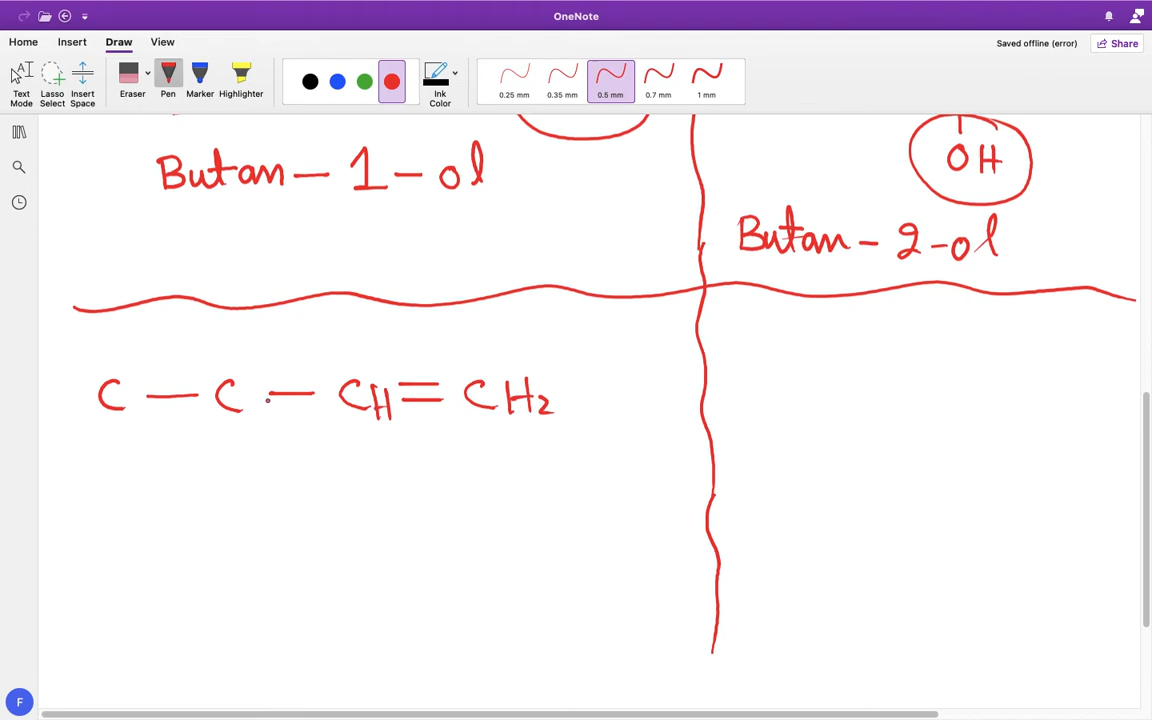 OneNote
Home Insert Draw View
Saved offline (error) Share
Text Mode
Lasso Select
Insert Space
Eraser
Pen
Marker
Highlighter
Ink Color
0.25 mm
0.35 mm
0.5 mm
0.7 mm
1 mm
Butan - 1 - ol
OH
Butan - 2 - ol
C — C — CH = CH2
F